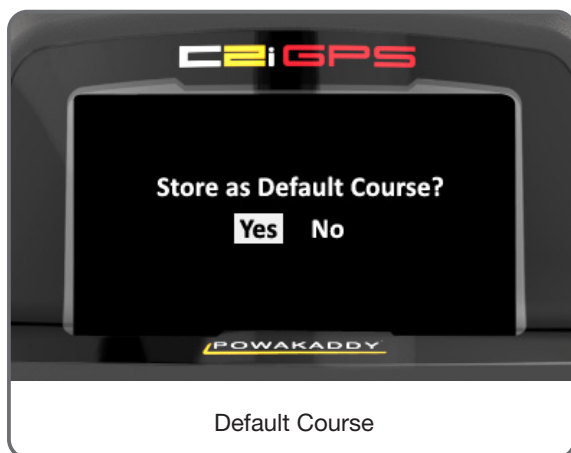 C2i GPS
Store as Default Course?
Yes No
POWAKADDY
Default Course